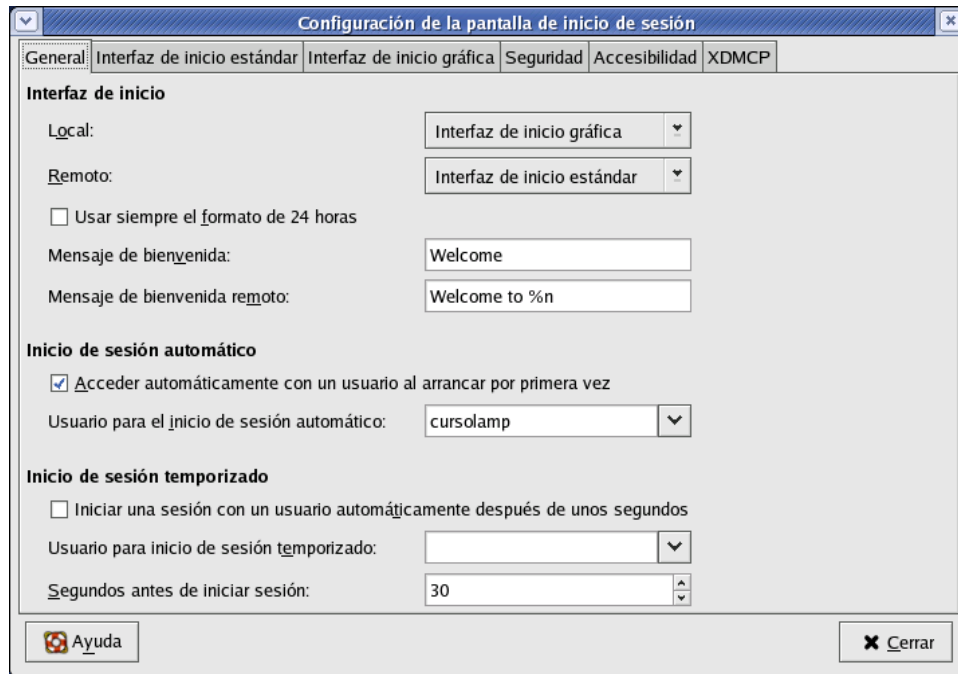 Configuración de la pantalla de inicio de sesión
General Interfaz de inicio estándar Interfaz de inicio gráfica Seguridad Accesibilidad XDMCP
Interfaz de inicio
Local: Interfaz de inicio gráfica
Remoto: Interfaz de inicio estándar
Usar siempre el formato de 24 horas
Mensaje de bienvenida: Welcome
Mensaje de bienvenida remoto: Welcome to %n
Inicio de sesión automático
Acceder automáticamente con un usuario al arrancar por primera vez
Usuario para el inicio de sesión automático: cursolamp
Inicio de sesión temporizado
Iniciar una sesión con un usuario automáticamente después de unos segundos
Usuario para inicio de sesión temporizado:
Segundos antes de iniciar sesión: 30
Ayuda Cerrar